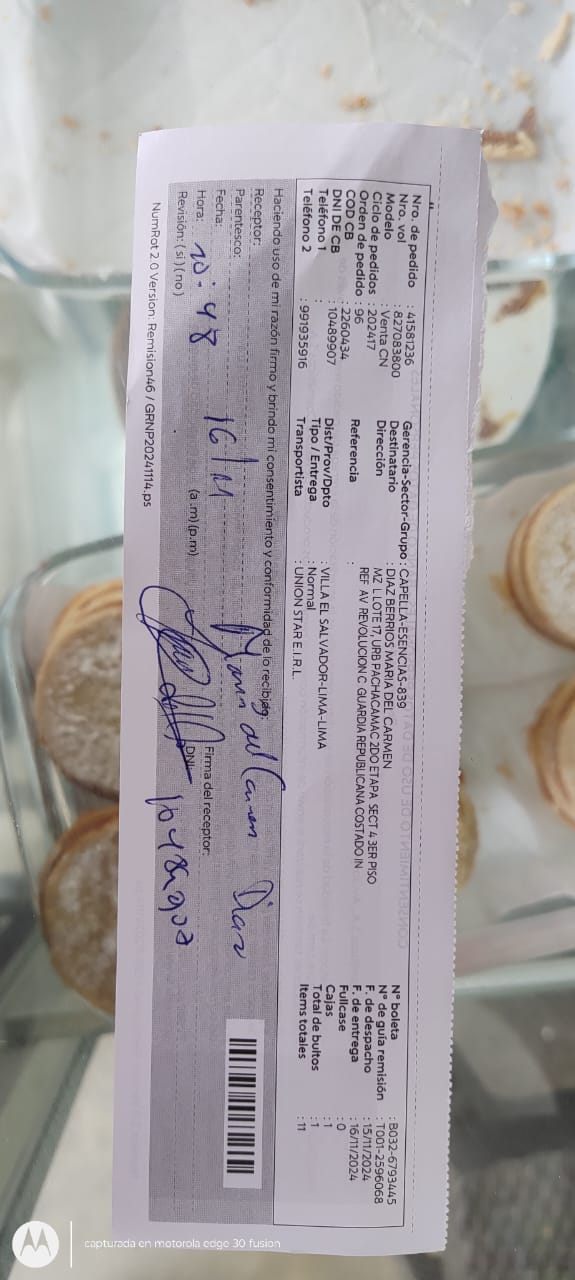 Nro. de pedido : 41581236
Nro. vol : 827083800
Modelo : Venta CN
Ciclo de pedidos : 202417
Orden de pedido : 96
COD CB : 2260434
DNI DE CB : 10489907
Teléfono 1 :
Teléfono 2 : 991935916
Gerencia-Sector-Grupo : CAPELLA-ESENCIAS-839
Destinatario : DIAZ BERRIOS MARIA DEL CARMEN
Dirección : MZ L LOTE 17, URB PACHACAMAC 2DO ETAPA SECT 4 3ER PISO
REF AV REVOLUCION C GUARDIA REPUBLICANA COSTADO IN
Referencia :
Dist/Prov/Dpto : VILLA EL SALVADOR-LIMA-LIMA
Tipo / Entrega : Normal
Transportista : UNION STAR E.I.R.L.
N° boleta : B032-6793445
N° de guía remisión : T001-2596068
F. de despacho : 15/11/2024
F. de entrega : 16/11/2024
Fullcase : 0
Cajas : 1
Total de bultos : 1
Items totales : 11
Haciendo uso de mi razón firmo y brindo mi consentimiento y conformidad de lo recibido
Receptor: Maria del Carmen Diaz
Parentesco:
Fecha: 16/11
Hora: 10:48 (a.m)(p.m)
Firma del receptor:
DNI: 10489907
Revisión: (si)(no)
NumRot 2.0 Version: Remision46 / GRNP20241114.ps
capturada en motorola edge 30 fusion